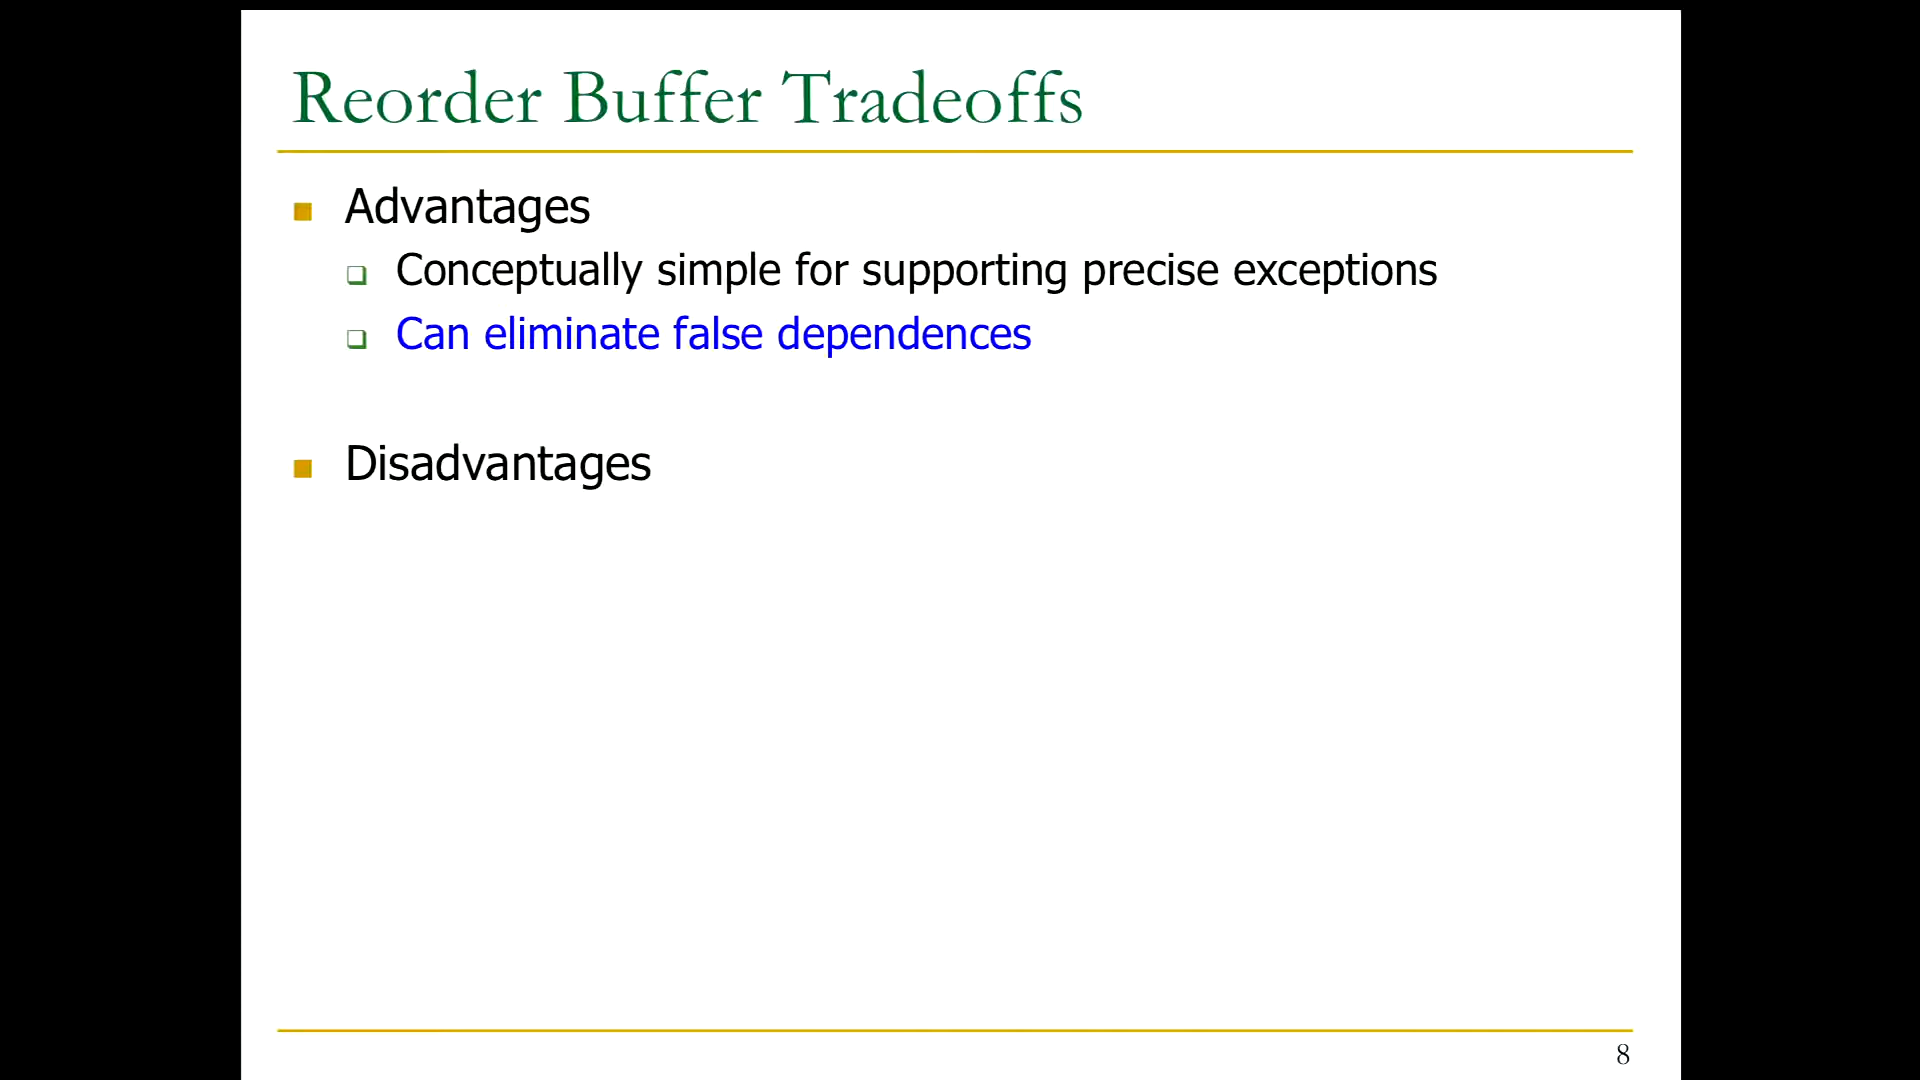 Reorder Buffer Tradeoffs
Advantages
Conceptually simple for supporting precise exceptions
Can eliminate false dependences
Disadvantages
8